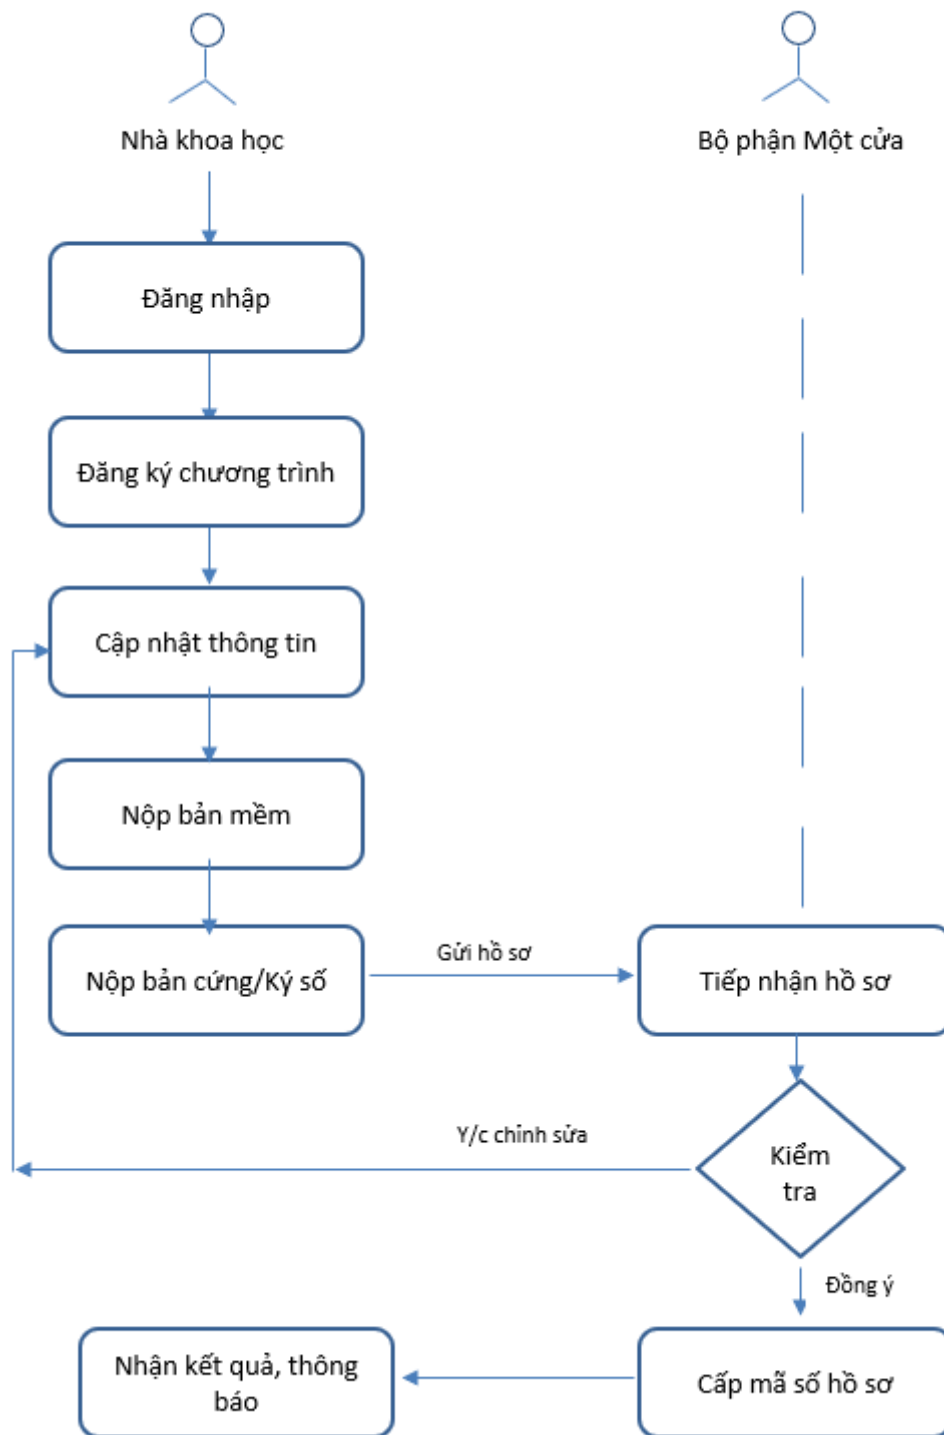 Nhà khoa học
Bộ phận Một cửa
Đăng nhập
Đăng ký chương trình
Cập nhật thông tin
Nộp bản mềm
Nộp bản cứng/Ký số
Gửi hồ sơ
Tiếp nhận hồ sơ
Y/c chỉnh sửa
Kiểm
tra
Đồng ý
Nhận kết quả, thông
báo
Cấp mã số hồ sơ